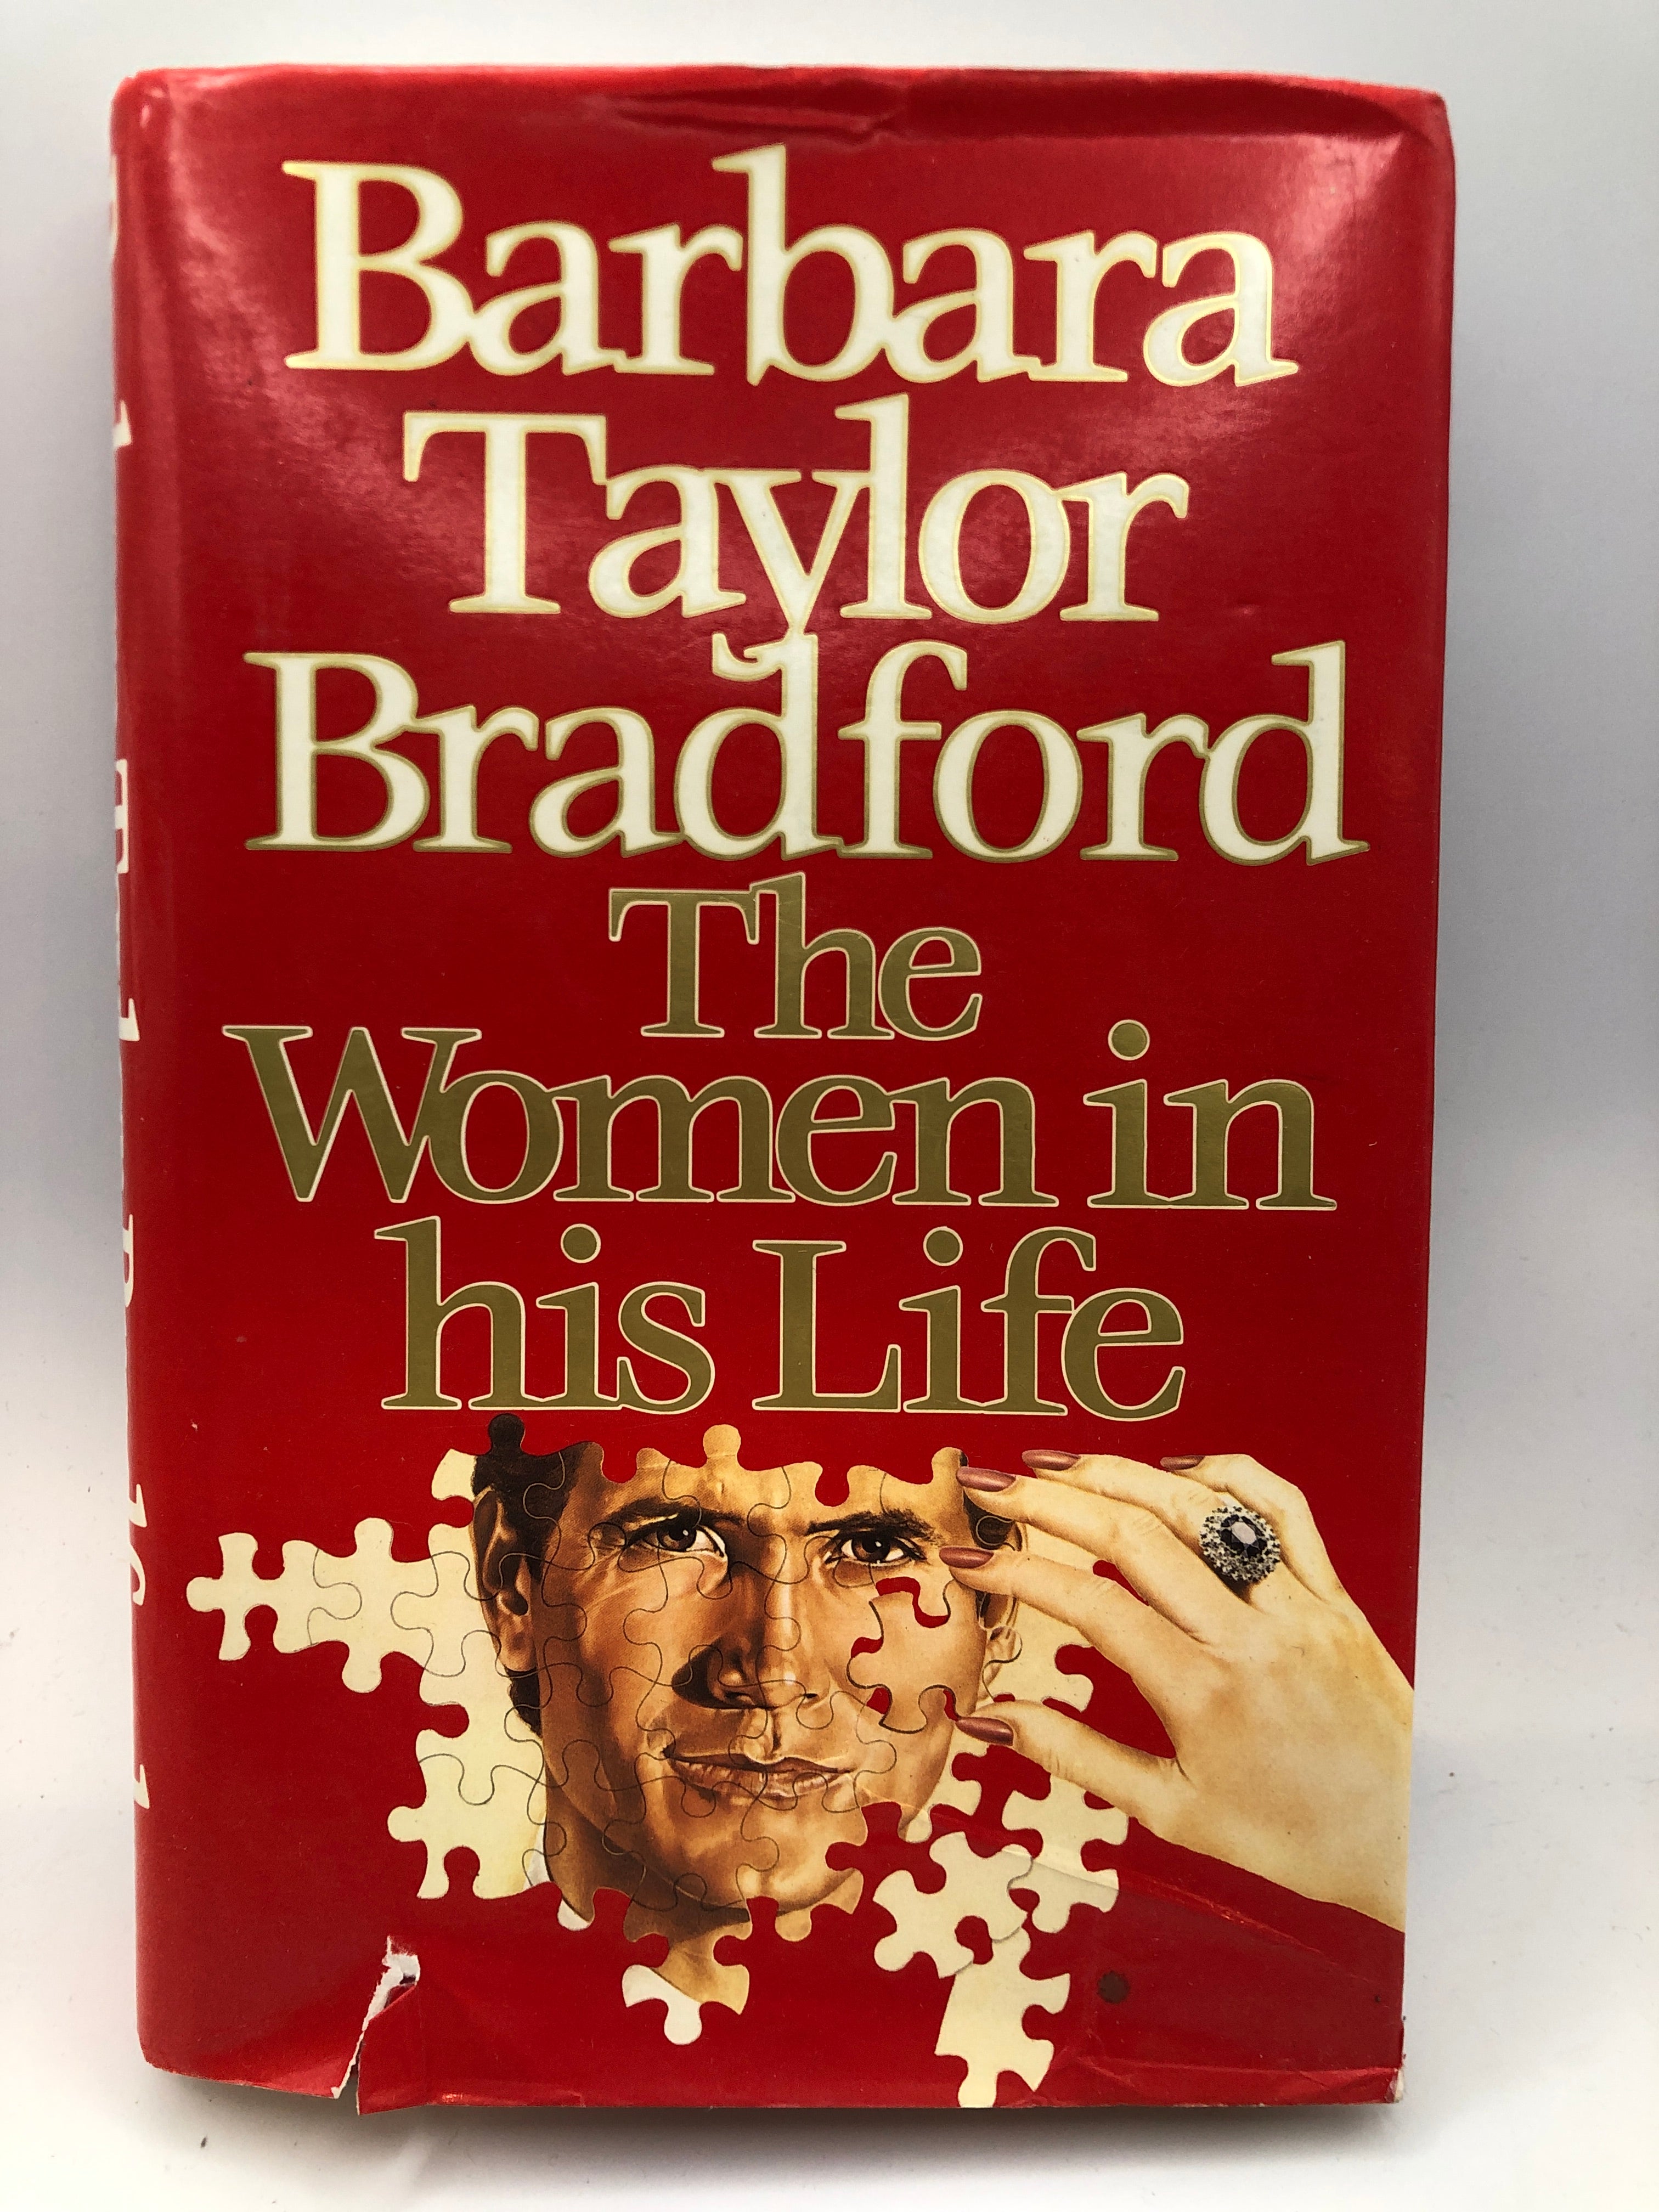 Barbara
Taylor
Bradford
The
Women in
his Life